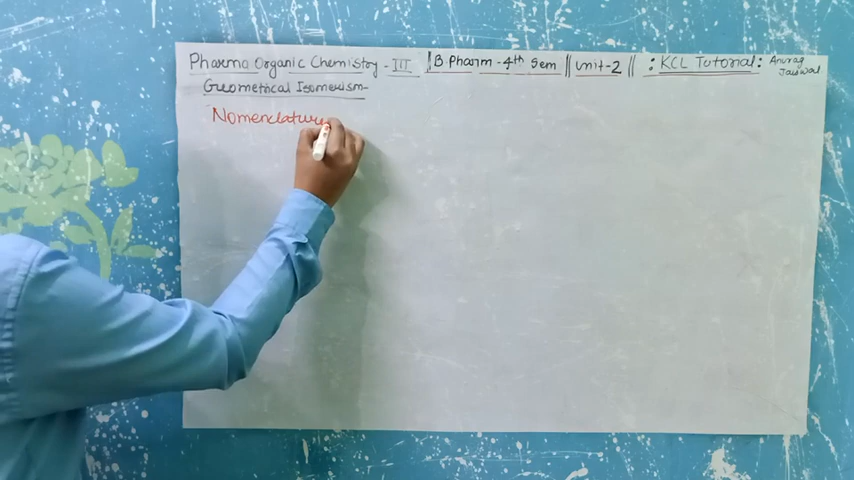 Pharma Organic Chemistry - III | B.Pharm - 4th Sem || Unit-2 || : KCL Tutorial : Anurag Jaiswal
Geometrical Isomerism-
Nomenclature